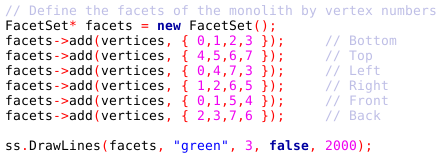 // Define the facets of the monolith by vertex numbers
FacetSet* facets = new FacetSet();
facets->add(vertices, { 0,1,2,3 });     // Bottom
facets->add(vertices, { 4,5,6,7 });     // Top
facets->add(vertices, { 0,4,7,3 });     // Left
facets->add(vertices, { 1,2,6,5 });     // Right
facets->add(vertices, { 0,1,5,4 });     // Front
facets->add(vertices, { 2,3,7,6 });     // Back
ss.DrawLines(facets, "green", 3, false, 2000);